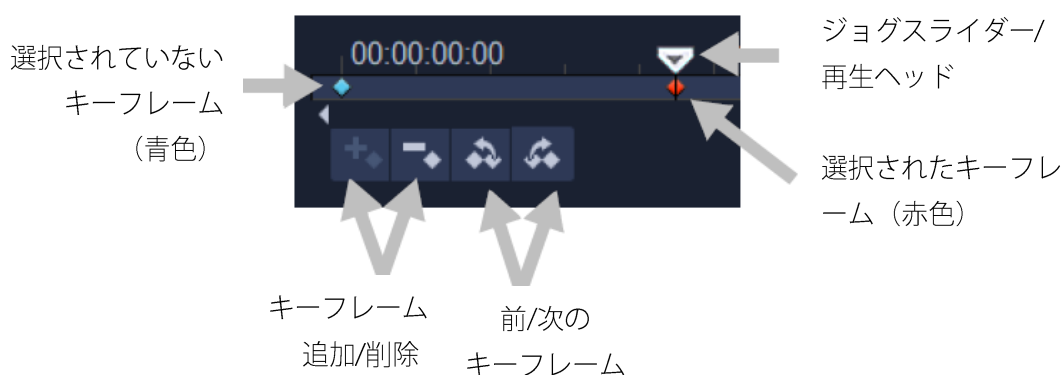 選択されていない
キーフレーム
（青色）
00:00:00:00
ジョグスライダー/
再生ヘッド
選択されたキーフレ
ーム（赤色）
キーフレーム
追加/削除
前/次の
キーフレーム